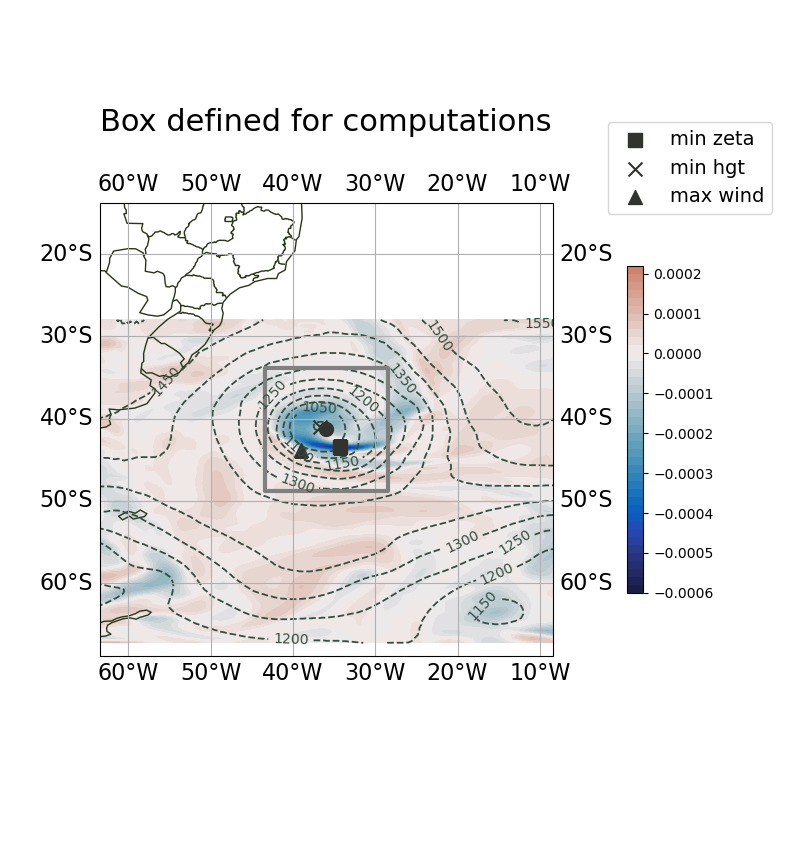 Box defined for computations
min zeta
min hgt
max wind
60°W 50°W 40°W 30°W 20°W 10°W
20°S 20°S
30°S 30°S
40°S 40°S
50°S 50°S
60°S 60°S
60°W 50°W 40°W 30°W 20°W 10°W
0.0002
0.0001
0.0000
−0.0001
−0.0002
−0.0003
−0.0004
−0.0005
−0.0006
1550
1500
1450
1350
1250
1200
1050
1150
1300
1300
1250
1200
1150
1200